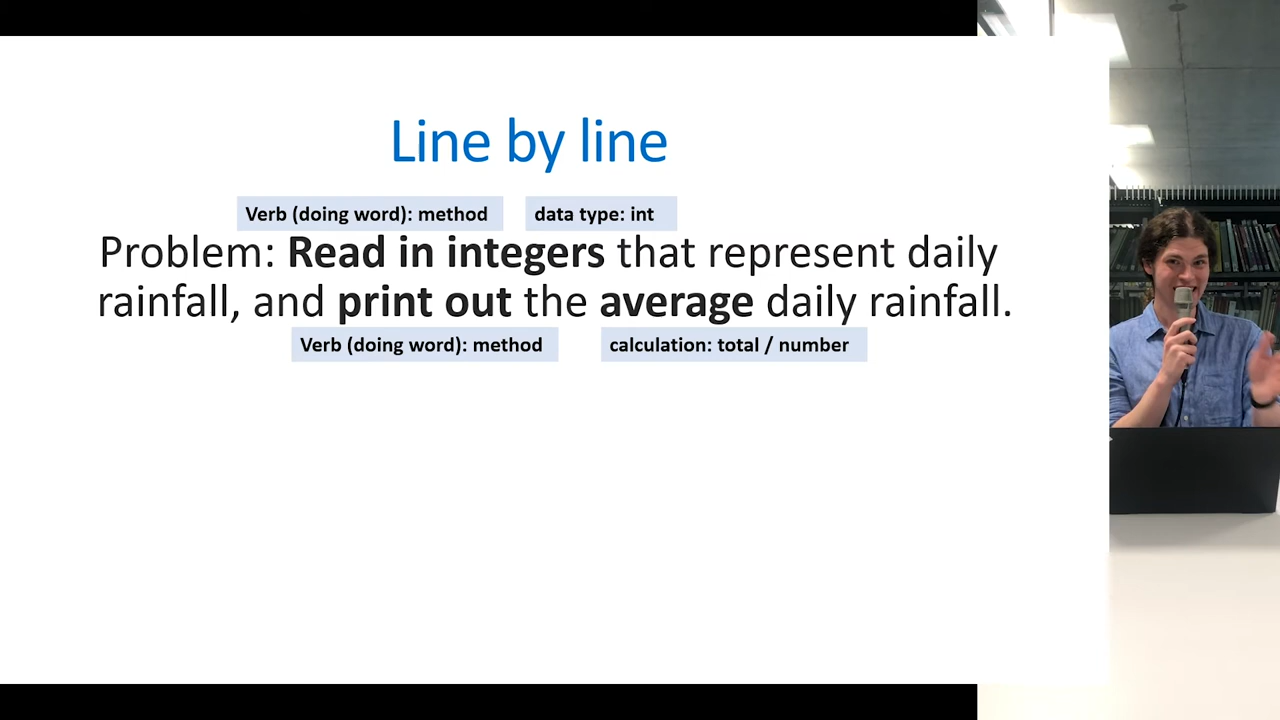 Line by line
Verb (doing word): method
data type: int
Problem: Read in integers that represent daily
rainfall, and print out the average daily rainfall.
Verb (doing word): method
calculation: total / number